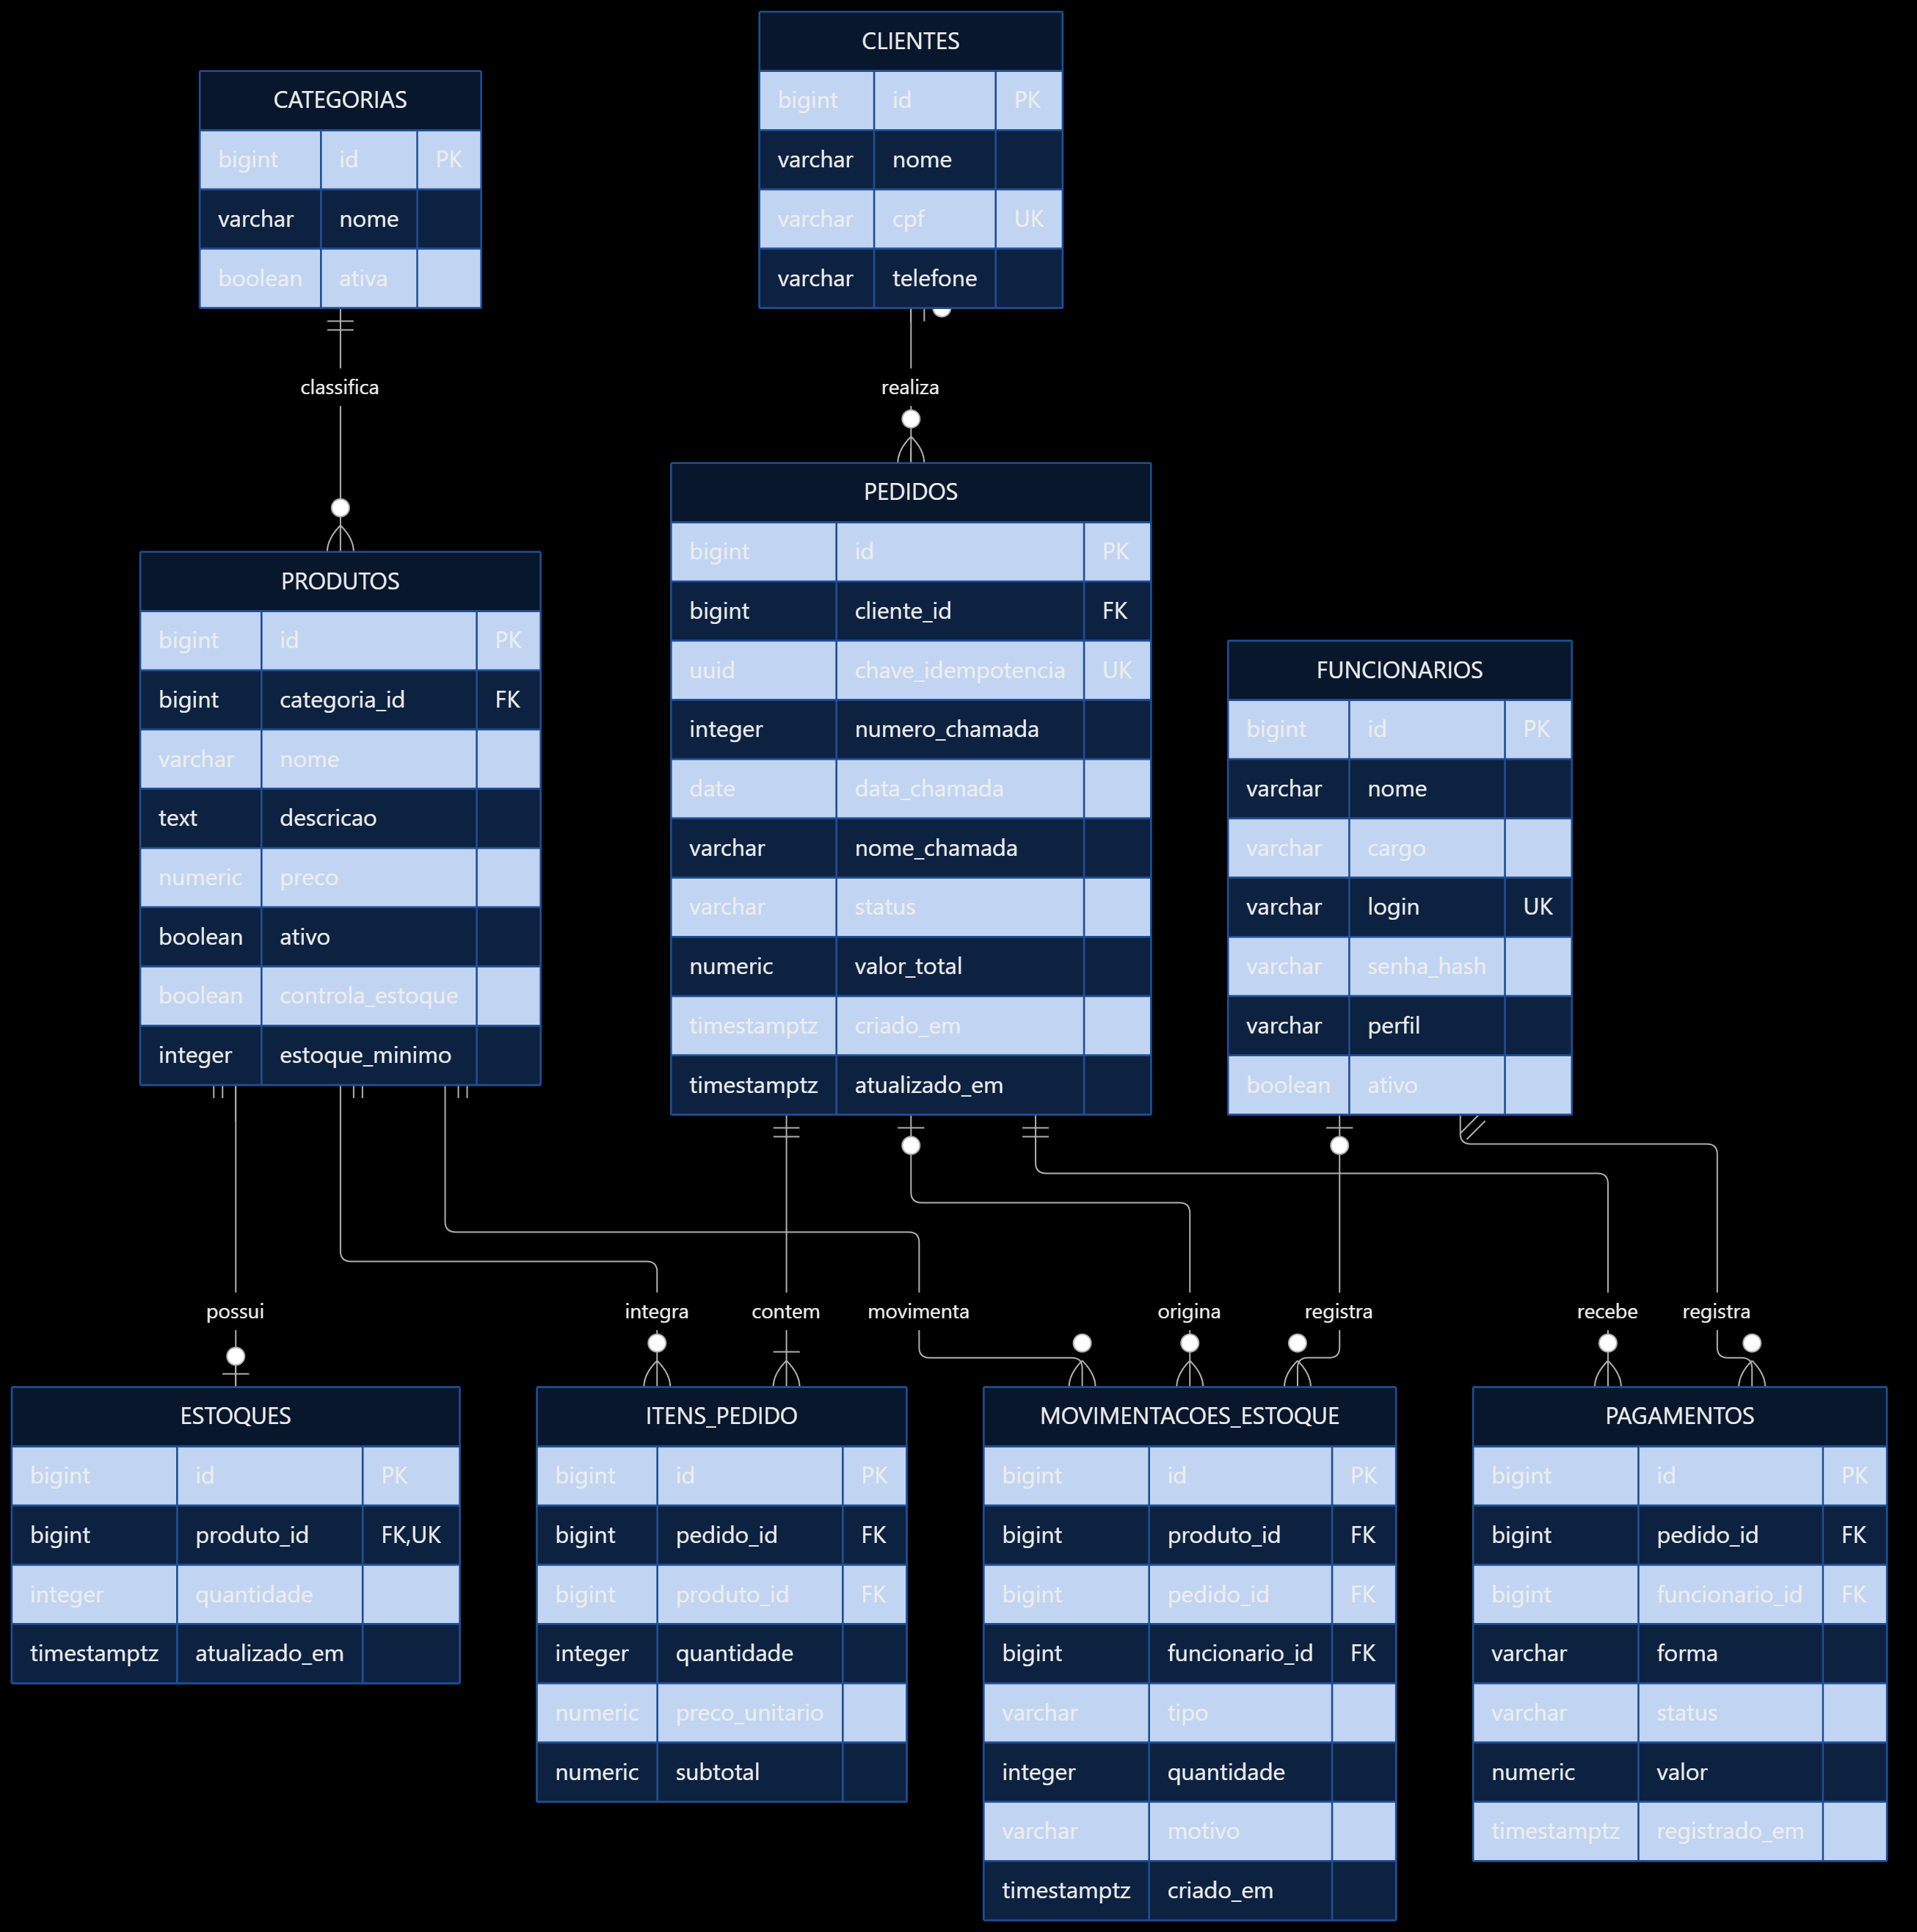 CLIENTES
bigint id PK
varchar nome
varchar cpf UK
varchar telefone
CATEGORIAS
bigint id PK
varchar nome
boolean ativa
classifica
realiza
PEDIDOS
bigint id PK
bigint cliente_id FK
uuid chave_idempotencia UK
integer numero_chamada
date data_chamada
varchar nome_chamada
varchar status
numeric valor_total
timestamptz criado_em
timestamptz atualizado_em
PRODUTOS
bigint id PK
bigint categoria_id FK
varchar nome
text descricao
numeric preco
boolean ativo
boolean controla_estoque
integer estoque_minimo
FUNCIONARIOS
bigint id PK
varchar nome
varchar cargo
varchar login UK
varchar senha_hash
varchar perfil
boolean ativo
possui
integra
contem
movimenta
origina
registra
recebe
registra
ESTOQUES
bigint id PK
bigint produto_id FK,UK
integer quantidade
timestamptz atualizado_em
ITENS_PEDIDO
bigint id PK
bigint pedido_id FK
bigint produto_id FK
integer quantidade
numeric preco_unitario
numeric subtotal
MOVIMENTACOES_ESTOQUE
bigint id PK
bigint produto_id FK
bigint pedido_id FK
bigint funcionario_id FK
varchar tipo
integer quantidade
varchar motivo
timestamptz criado_em
PAGAMENTOS
bigint id PK
bigint pedido_id FK
bigint funcionario_id FK
varchar forma
varchar status
numeric valor
timestamptz registrado_em